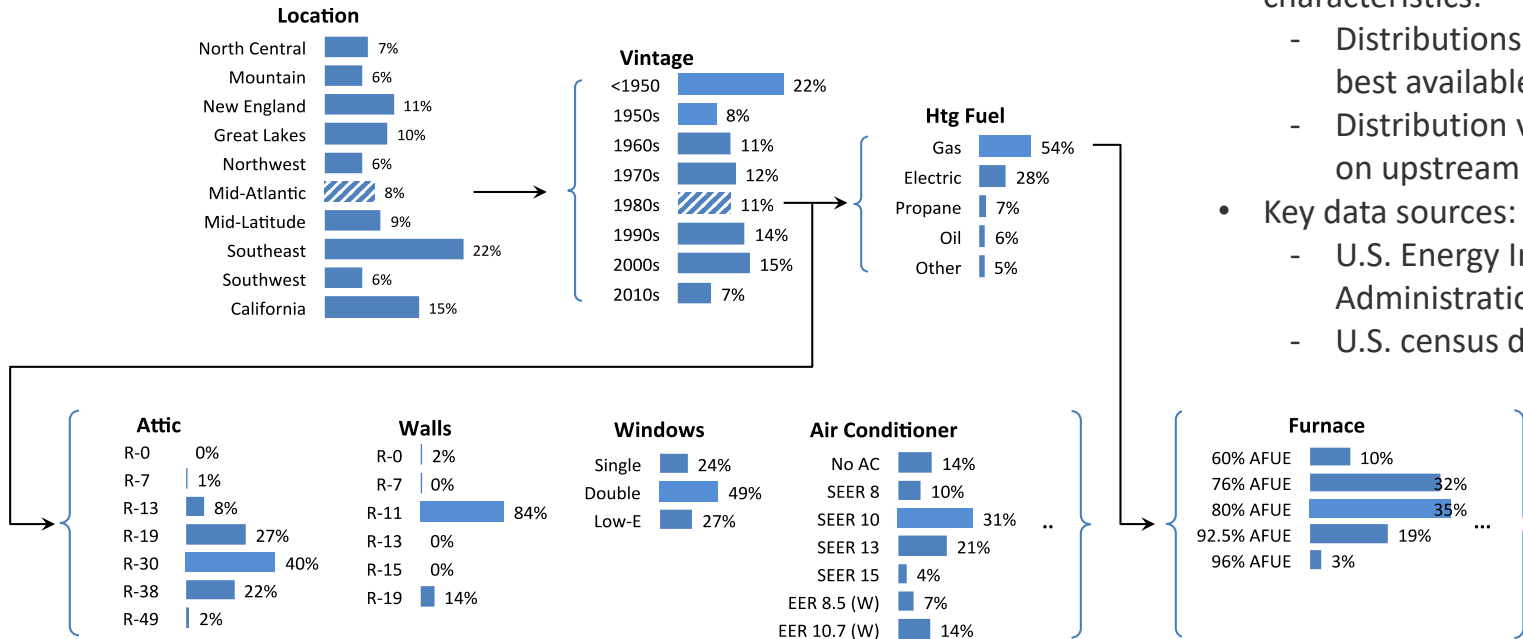 Location
North Central 7%
Mountain 6%
New England 11%
Great Lakes 10%
Northwest 6%
Mid-Atlantic 8%
Mid-Latitude 9%
Southeast 22%
Southwest 6%
California 15%
Vintage
<1950 22%
1950s 8%
1960s 11%
1970s 12%
1980s 11%
1990s 14%
2000s 15%
2010s 7%
Htg Fuel
Gas 54%
Electric 28%
Propane 7%
Oil 6%
Other 5%
characteristics:
- Distributions
best available
- Distribution v
on upstream
• Key data sources:
- U.S. Energy In
Administratio
- U.S. census d
Attic
R-0 0%
R-7 1%
R-13 8%
R-19 27%
R-30 40%
R-38 22%
R-49 2%
Walls
R-0 2%
R-7 0%
R-11 84%
R-13 0%
R-15 0%
R-19 14%
Windows
Single 24%
Double 49%
Low-E 27%
Air Conditioner
No AC 14%
SEER 8 10%
SEER 10 31%
SEER 13 21%
SEER 15 4%
EER 8.5 (W) 7%
EER 10.7 (W) 14%
..
Furnace
60% AFUE 10%
76% AFUE 32%
80% AFUE 35%
92.5% AFUE 19%
96% AFUE 3%
...